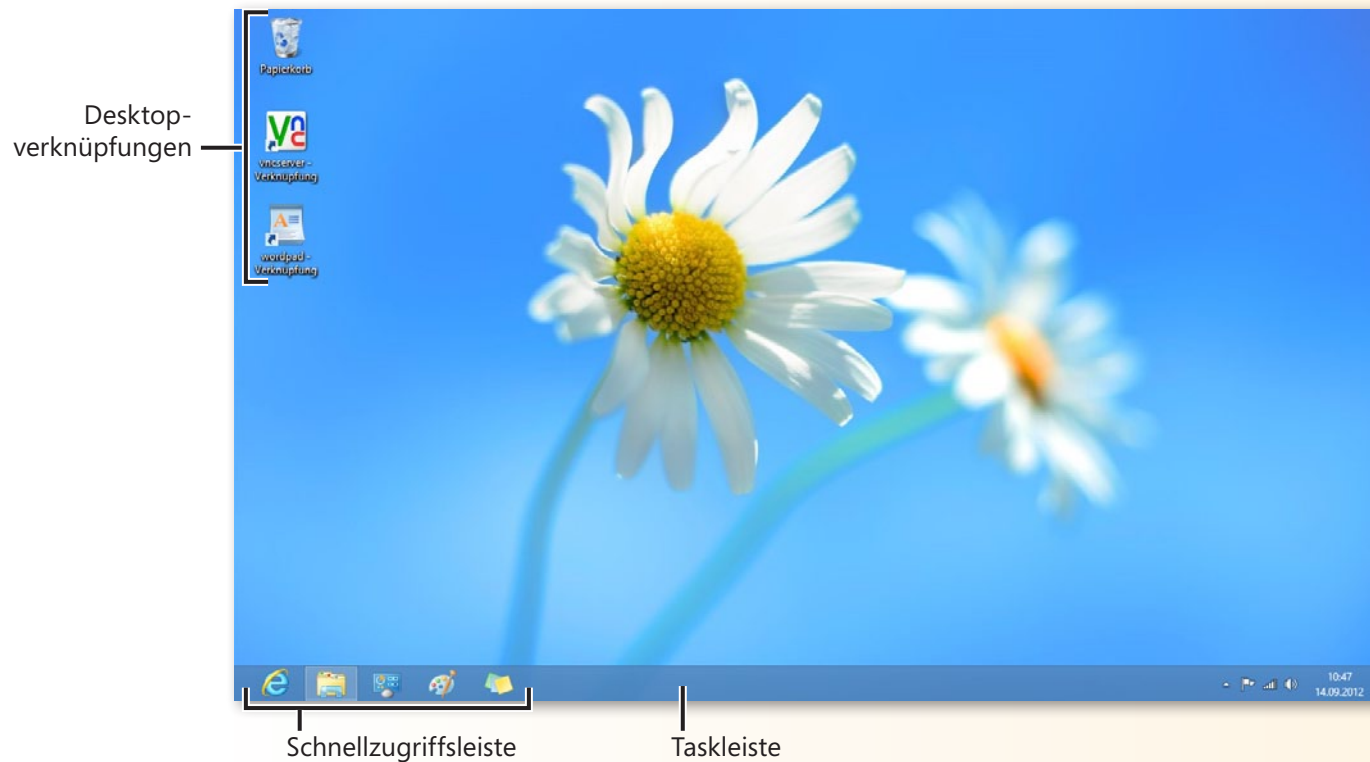 Papierkorb
Desktop-
verknüpfungen
vncserver -
Verknüpfung
wordpad -
Verknüpfung
10:47
14.09.2012
Schnellzugriffsleiste
Taskleiste